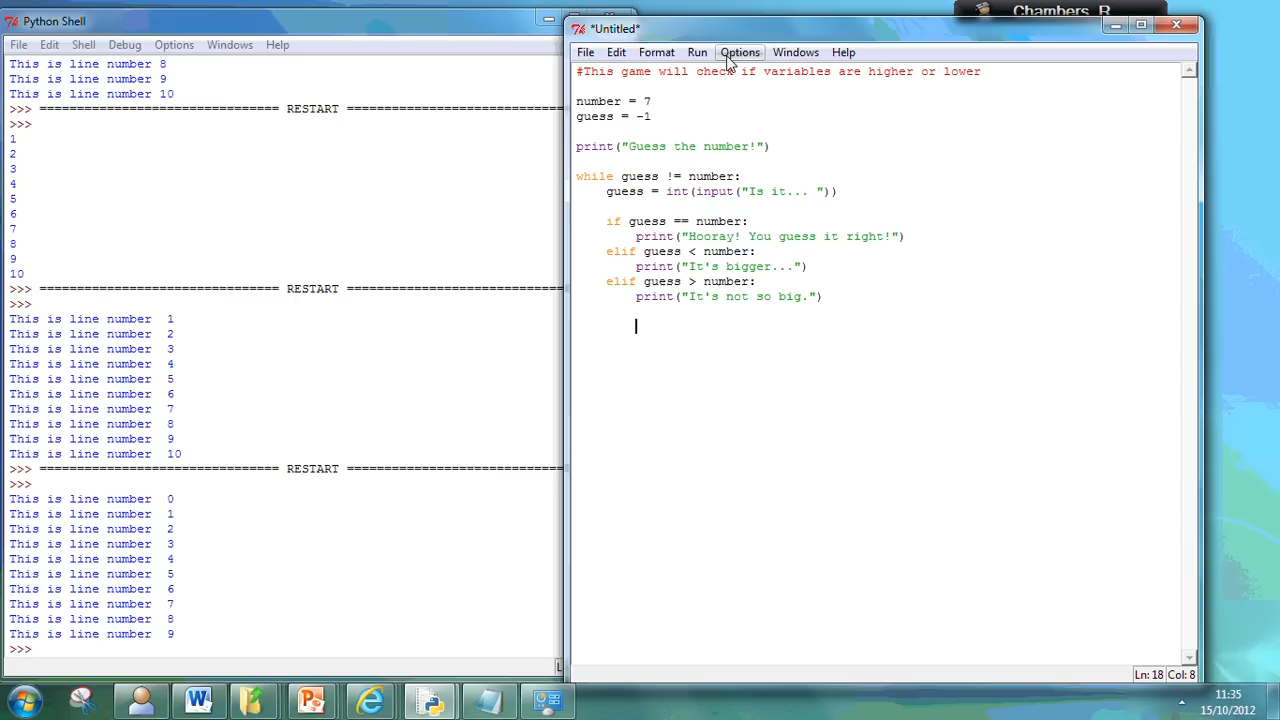 Python Shell
File Edit Shell Debug Options Windows Help
This is line number 8
This is line number 9
This is line number 10
>>> ================================ RESTART ================================
>>>
1
2
3
4
5
6
7
8
9
10
>>> ================================ RESTART ================================
>>>
This is line number  1
This is line number  2
This is line number  3
This is line number  4
This is line number  5
This is line number  6
This is line number  7
This is line number  8
This is line number  9
This is line number  10
>>> ================================ RESTART ================================
>>>
This is line number  0
This is line number  1
This is line number  2
This is line number  3
This is line number  4
This is line number  5
This is line number  6
This is line number  7
This is line number  8
This is line number  9
>>>
Chambers, R
*Untitled*
File Edit Format Run Options Windows Help
#This game will check if variables are higher or lower
number = 7
guess = -1
print("Guess the number!")
while guess != number:
    guess = int(input("Is it... "))
    if guess == number:
        print("Hooray! You guess it right!")
    elif guess < number:
        print("It's bigger...")
    elif guess > number:
        print("It's not so big.")
Ln: 18 Col: 8
11:35
15/10/2012